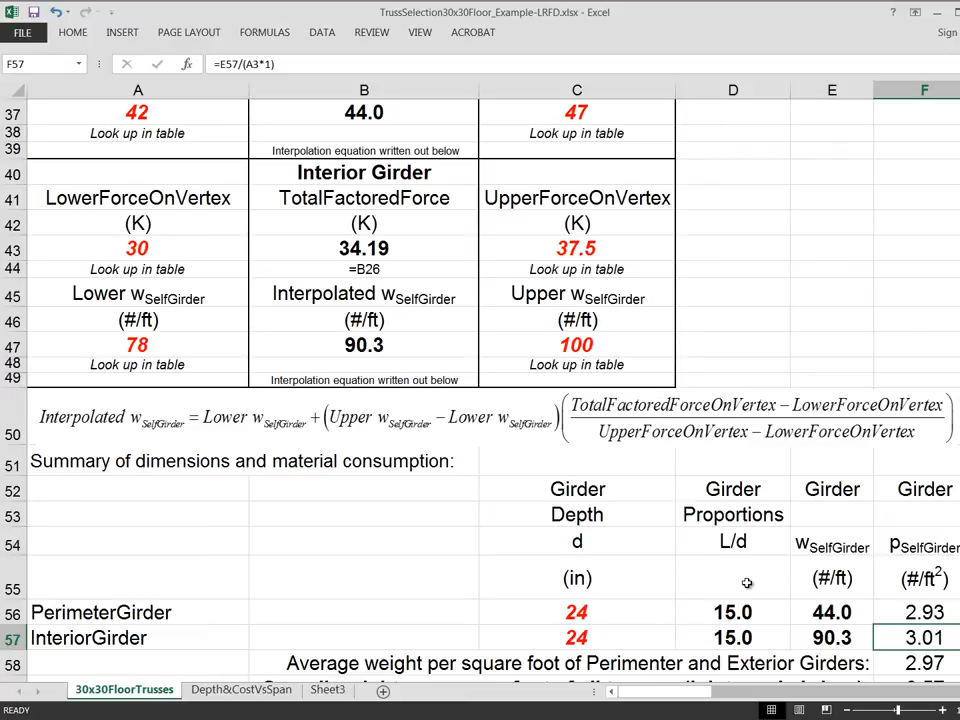 TrussSelection30x30Floor_Example-LRFD.xlsx - Excel
FILE HOME INSERT PAGE LAYOUT FORMULAS DATA REVIEW VIEW ACROBAT Sign
F57 =E57/(A3*1)
A B C D E F
37 42 44.0 47
38 Look up in table Look up in table
39 Interpolation equation written out below
40 Interior Girder
41 LowerForceOnVertex TotalFactoredForce UpperForceOnVertex
42 (K) (K) (K)
43 30 34.19 37.5
44 Look up in table =B26 Look up in table
45 Lower wSelfGirder Interpolated wSelfGirder Upper wSelfGirder
46 (#/ft) (#/ft) (#/ft)
47 78 90.3 100
48 Look up in table Look up in table
49 Interpolation equation written out below
50 Interpolated wSelfGirder = Lower wSelfGirder + (Upper wSelfGirder − Lower wSelfGirder) (TotalFactoredForceOnVertex − LowerForceOnVertex / UpperForceOnVertex − LowerForceOnVertex)
51 Summary of dimensions and material consumption:
52 Girder Girder Girder Girder
53 Depth Proportions
54 d L/d wSelfGirder pSelfGirder
55 (in) (#/ft) (#/ft2)
56 PerimeterGirder 24 15.0 44.0 2.93
57 InteriorGirder 24 15.0 90.3 3.01
58 Average weight per square foot of Perimenter and Exterior Girders: 2.97
30x30FloorTrusses Depth&CostVsSpan Sheet3
READY